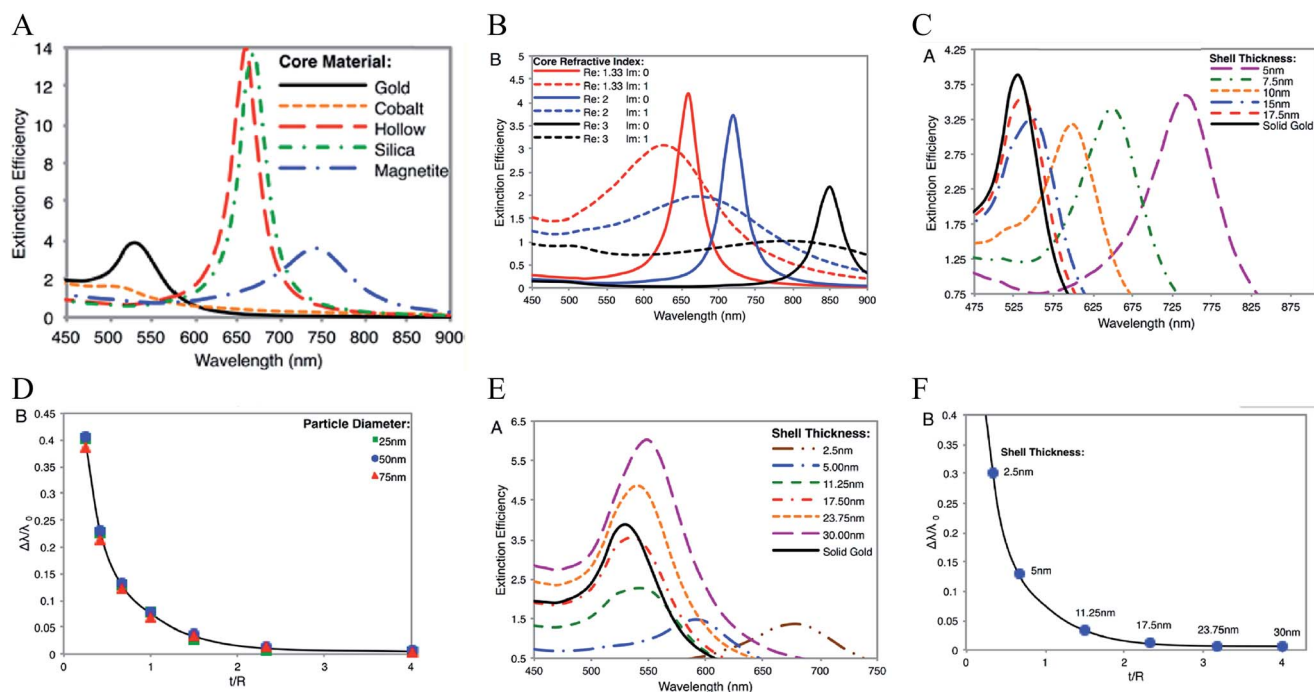 A
Extinction Efficiency
14
12
10
8
6
4
2
0
Core Material:
Gold
Cobalt
Hollow
Silica
Magnetite
450 500 550 600 650 700 750 800 850 900
Wavelength (nm)
B
B
Extinction Efficiency
5
4.5
4
3.5
3
2.5
2
1.5
1
0.5
0
Core Refractive Index:
Re: 1.33 Im: 0
Re: 1.33 Im: 1
Re: 2 Im: 0
Re: 2 Im: 1
Re: 3 Im: 0
Re: 3 Im: 1
450 500 550 600 650 700 750 800 850 900
Wavelength (nm)
C
A
Extinction Efficiency
4.25
3.75
3.25
2.75
2.25
1.75
1.25
0.75
Shell Thickness:
5nm
7.5nm
10nm
15nm
17.5nm
Solid Gold
475 525 575 625 675 725 775 825 875
Wavelength (nm)
D
B
Δλ/λ0
0.45
0.4
0.35
0.3
0.25
0.2
0.15
0.1
0.05
0
Particle Diameter:
25nm
50nm
75nm
0 1 2 3 4
t/R
E
A
Extinction Efficiency
6.5
5.5
4.5
3.5
2.5
1.5
0.5
Shell Thickness:
2.5nm
5.00nm
11.25nm
17.50nm
23.75nm
30.00nm
Solid Gold
450 500 550 600 650 700 750
Wavelength (nm)
F
B
Δλ/λ0
0.4
0.35
0.3
0.25
0.2
0.15
0.1
0.05
0
Shell Thickness:
2.5nm
5nm
11.25nm
17.5nm
23.75nm
30nm
0 1 2 3 4
t/R